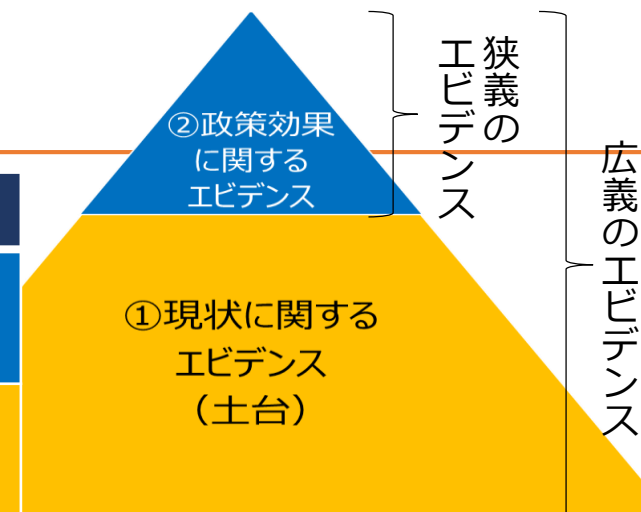 ②政策効果
に関する
エビデンス
狭義の
エビデンス
広義のエビデンス
①現状に関する
エビデンス
（土台）